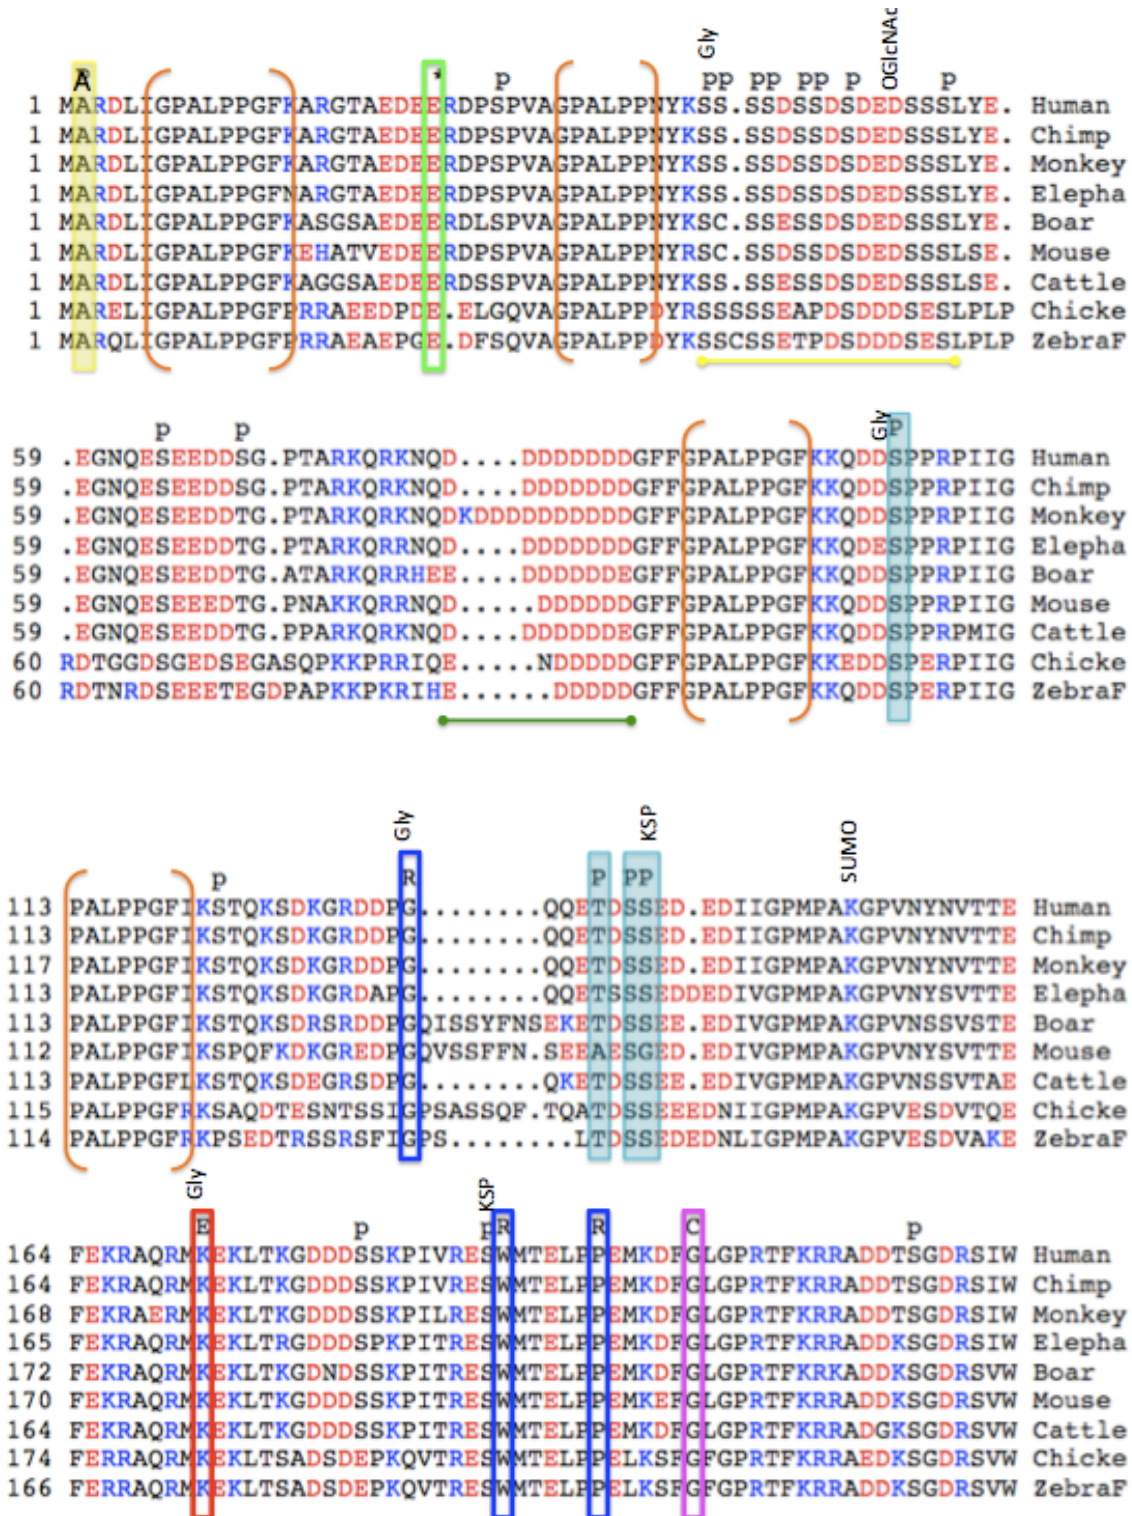 Gly OGlcNAc
A * p pp pp pp p p
1 MARDLIGPALPPGFKARGTAEDEERDPSPVAGPALPPNYKSS.SSDSSDSDEDSSSLYE. Human
1 MARDLIGPALPPGFKARGTAEDEERDPSPVAGPALPPNYKSS.SSDSSDSDEDSSSLYE. Chimp
1 MARDLIGPALPPGFKARGTAEDEERDPSPVAGPALPPNYKSS.SSDSSDSDEDSSSLYE. Monkey
1 MARDLIGPALPPGFNARGTAEDEERDPSPVAGPALPPNYKSS.SSDSSDSDEDSSSLYE. Elepha
1 MARDLIGPALPPGFKASGSAEDEERDLSPVAGPALPPNYKSC.SSESSDSDEDSSSLYE. Boar
1 MARDLIGPALPPGFKEHATVEDEERDPSPVAGPALPPNYRSC.SSDSSDSDEDSSSLSE. Mouse
1 MARDLIGPALPPGFKAGGSAEDEERDSSPVAGPALPPNYKSS.SSESSDSDEDSSSLSE. Cattle
1 MARELIGPALPPGFPRRAEEDPDE.ELGQVAGPALPPDYRSSSSSEAPDSDDDSESLPLP Chicke
1 MARQLIGPALPPGFPRRAEAEPGE.DFSQVAGPALPPDYKSSCSSETPDSDDDSESLPLP ZebraF
p p Gly P
59 .EGNQESEEDDSG.PTARKQRKNQD....DDDDDDDGFFGPALPPGFKKQDDSPPRPIIG Human
59 .EGNQESEEDDSG.PTARKQRKNQD....DDDDDDDGFFGPALPPGFKKQDDSPPRPIIG Chimp
59 .EGNQESEEDDTG.PTARKQRKNQDKDDDDDDDDDDGFFGPALPPGFKKQDDSPPRPIIG Monkey
59 .EGNQESEEDDTG.PTARKQRRNQD....DDDDDDDGFFGPALPPGFKKQDESPPRPIIG Elepha
59 .EGNQESEEDDTG.ATARKQRRHEE....DDDDDDEGFFGPALPPGFKKQDDSPPRPIIG Boar
59 .EGNQESEEEDTG.PNAKKQRRNQD.....DDDDDDGFFGPALPPGFKKQDDSPPRPIIG Mouse
59 .EGNQESEEDDTG.PPARKQRKNQD....DDDDDDEGFFGPALPPGFKKQDDSPPRPMIG Cattle
60 RDTGGDSGEDSEGASQPKKPRRIQE.....NDDDDDGFFGPALPPGFKKEDDSPERPIIG Chicke
60 RDTNRDSEEETEGDPAPKKPKRIHE......DDDDDGFFGPALPPGFKKQDDSPERPIIG ZebraF
Gly KSP SUMO
p R P PP
113 PALPPGFIKSTQKSDKGRDDPG........QQETDSSED.EDIIGPMPAKGPVNYNVTTE Human
113 PALPPGFIKSTQKSDKGRDDPG........QQETDSSED.EDIIGPMPAKGPVNYNVTTE Chimp
117 PALPPGFIKSTQKSDKGRDDPG........QQETDSSED.EDIIGPMPAKGPVNYNVTTE Monkey
113 PALPPGFIKSTQKSDKGRDAPG........QQETSSSEDDEDIVGPMPAKGPVNYSVTTE Elepha
113 PALPPGFIKSTQKSDRSRDDPGQISSYFNSEKETDSSEE.EDIVGPMPAKGPVNSSVSTE Boar
112 PALPPGFIKSPQFKDKGREDPGQVSSFFN.SEEAESGED.EDIVGPMPAKGPVNYSVTTE Mouse
113 PALPPGFLKSTQKSDEGRSDPG........QKETDSSEE.EDIVGPMPAKGPVNSSVTAE Cattle
115 PALPPGFRKSAQDTESNTSSIGPSASSQF.TQATDSSEEEDNIIGPMPAKGPVESDVTQE Chicke
114 PALPPGFRKPSEDTRSSRSFIGPS........LTDSSEDEDNLIGPMPAKGPVESDVAKE ZebraF
Gly KSP
E p p R R C p
164 FEKRAQRMKEKLTKGDDDSSKPIVRESWMTELPPEMKDFGLGPRTFKRRADDTSGDRSIW Human
164 FEKRAQRMKEKLTKGDDDSSKPIVRESWMTELPPEMKDFGLGPRTFKRRADDTSGDRSIW Chimp
168 FEKRAERMKEKLTKGDDDSSKPILRESWMTELPPEMKDFGLGPRTFKRRADDTSGDRSIW Monkey
165 FEKRAQRMKEKLTRGDDDSPKPITRESWMTELPPEMKDFGLGPRTFKRRADDKSGDRSIW Elepha
172 FEKRAQRMKEKLTKGDNDSSKPITRESWMTELPPEMKDFGLGPRTFKRKADDKSGDRSVW Boar
170 FEKRAQRMKEKLTKGDDDSSKPITRESWMTELPPEMKEFGLGPRTFKRRADDKSGDRSVW Mouse
164 FEKRAQRMKEKLTKGDDDSSKPITRESWMTELPPEMKDFGLGPRTFKRRADGKSGDRSVW Cattle
174 FERRAQRMKEKLTSADSDEPKQVTRESWMTELPPELKSFGFGPRTFKRRADDKSGDRSVW Chicke
166 FERRAQRMKEKLTSADSDEPKQVTRESWMTELPPELKSFGFGPRTFKRRADDKSGDRSVW ZebraF